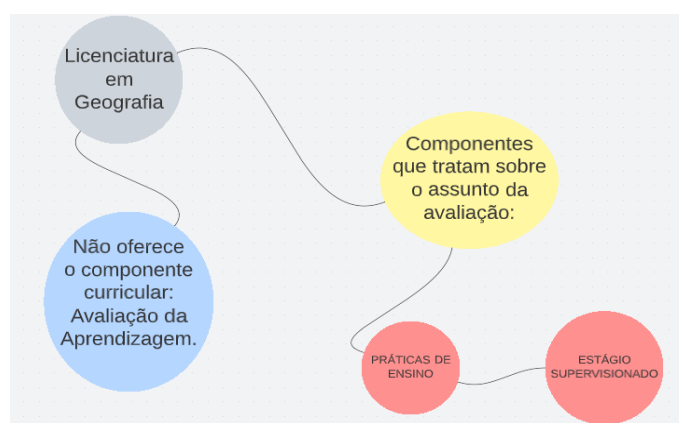 Licenciatura
em
Geografia
Componentes
que tratam sobre
o assunto da
avaliação:
Não oferece
o componente
curricular:
Avaliação da
Aprendizagem.
PRÁTICAS DE
ENSINO
ESTÁGIO
SUPERVISIONADO